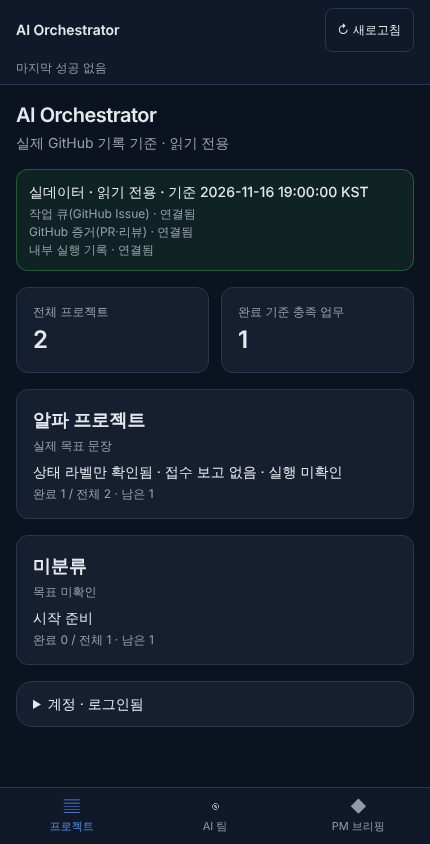 AI Orchestrator
↻ 새로고침
마지막 성공 없음
AI Orchestrator
실제 GitHub 기록 기준 · 읽기 전용
실데이터 · 읽기 전용 · 기준 2026-11-16 19:00:00 KST
작업 큐(GitHub Issue) · 연결됨
GitHub 증거(PR·리뷰) · 연결됨
내부 실행 기록 · 연결됨
전체 프로젝트
2
완료 기준 충족 업무
1
알파 프로젝트
실제 목표 문장
상태 라벨만 확인됨 · 접수 보고 없음 · 실행 미확인
완료 1 / 전체 2 · 남은 1
미분류
목표 미확인
시작 준비
완료 0 / 전체 1 · 남은 1
▶ 계정 · 로그인됨
프로젝트
AI 팀
PM 브리핑